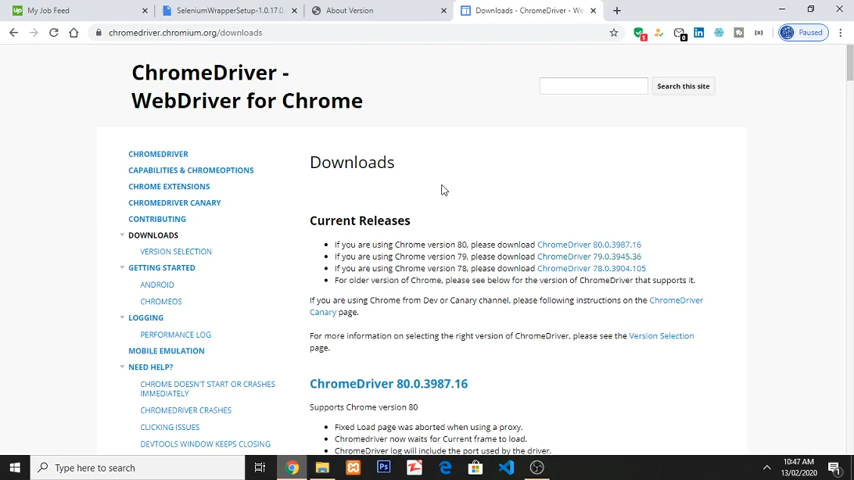 My Job Feed
SeleniumWrapperSetup-1.0.17.0.
About Version
Downloads - ChromeDriver - We
chromedriver.chromium.org/downloads
Paused
ChromeDriver -
WebDriver for Chrome
Search this site
CHROMEDRIVER
CAPABILITIES & CHROMEOPTIONS
CHROME EXTENSIONS
CHROMEDRIVER CANARY
CONTRIBUTING
DOWNLOADS
VERSION SELECTION
GETTING STARTED
ANDROID
CHROMEOS
LOGGING
PERFORMANCE LOG
MOBILE EMULATION
NEED HELP?
CHROME DOESN'T START OR CRASHES
IMMEDIATELY
CHROMEDRIVER CRASHES
CLICKING ISSUES
DEVTOOLS WINDOW KEEPS CLOSING
Downloads
Current Releases
If you are using Chrome version 80, please download ChromeDriver 80.0.3987.16
If you are using Chrome version 79, please download ChromeDriver 79.0.3945.36
If you are using Chrome version 78, please download ChromeDriver 78.0.3904.105
For older version of Chrome, please see below for the version of ChromeDriver that supports it.
If you are using Chrome from Dev or Canary channel, please following instructions on the ChromeDriver
Canary page.
For more information on selecting the right version of ChromeDriver, please see the Version Selection
page.
ChromeDriver 80.0.3987.16
Supports Chrome version 80
Fixed Load page was aborted when using a proxy.
Chromedriver now waits for Current frame to load.
ChromeDriver log will include the port used by the driver.
Type here to search
10:47 AM
13/02/2020